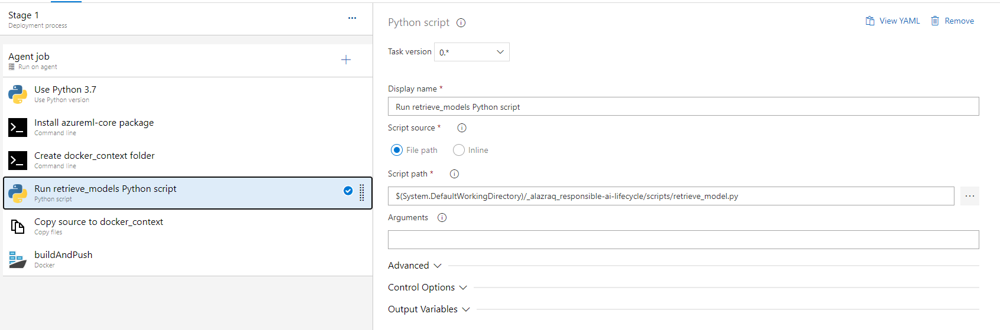 Stage 1
Deployment process
...
Agent job
Run on agent
Use Python 3.7
Use Python version
Install azureml-core package
Command line
Create docker_context folder
Command line
Run retrieve_models Python script
Python script
Copy source to docker_context
Copy files
buildAndPush
Docker
Python script
View YAML
Remove
Task version 0.*
Display name *
Run retrieve_models Python script
Script source *
File path Inline
Script path *
$(System.DefaultWorkingDirectory)/_alazraq_responsible-ai-lifecycle/scripts/retrieve_model.py
...
Arguments
Advanced
Control Options
Output Variables